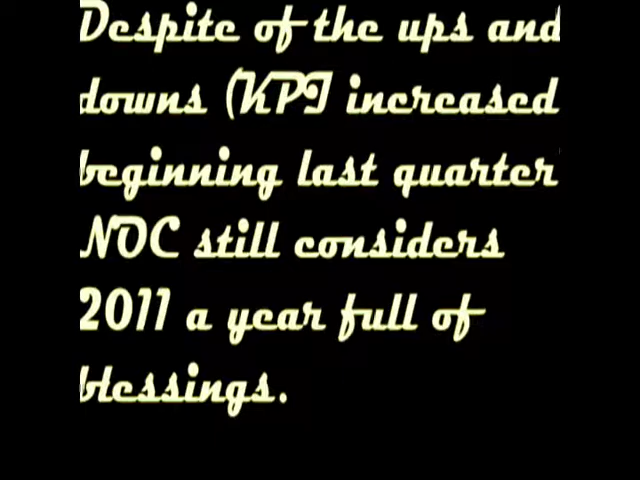 Despite of the ups and
downs (KPI increased
beginning last quarter
NOC still considers
2011 a year full of
blessings.